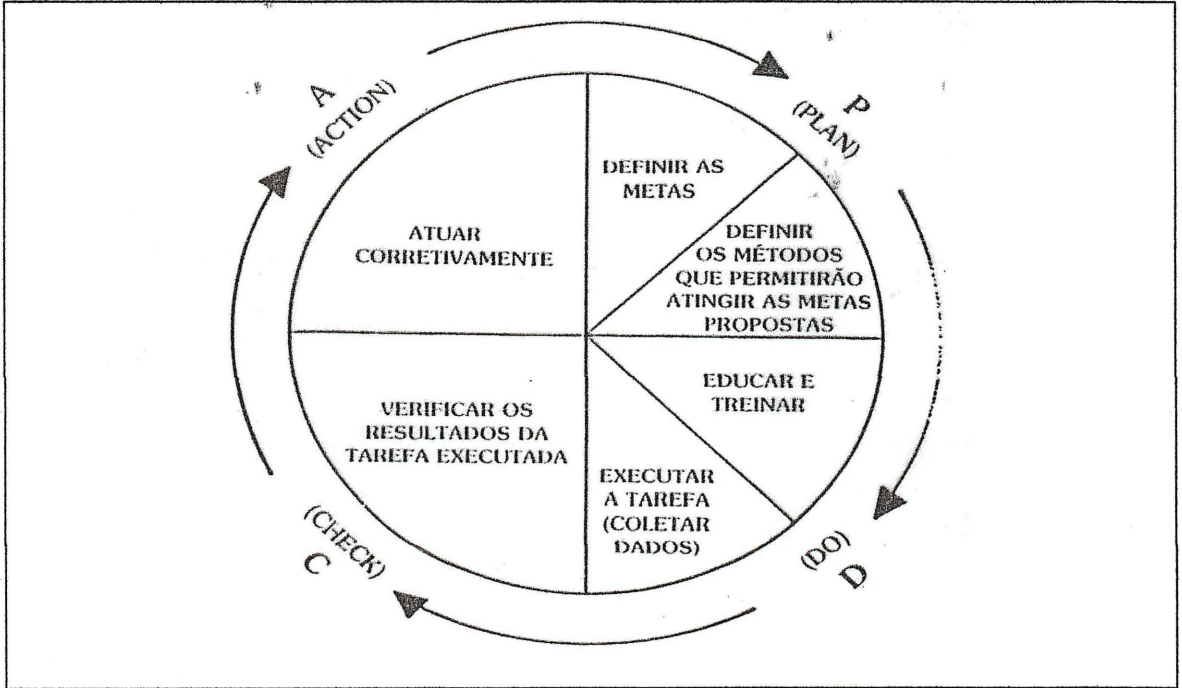 A
(ACTION)
P
(PLAN)
DEFINIR AS
METAS
DEFINIR
OS MÉTODOS
QUE PERMITIRÃO
ATINGIR AS METAS
PROPOSTAS
ATUAR
CORRETIVAMENTE
EDUCAR E
TREINAR
VERIFICAR OS
RESULTADOS DA
TAREFA EXECUTADA
EXECUTAR
A TAREFA
(COLETAR
DADOS)
(CHECK)
C
(DO)
D